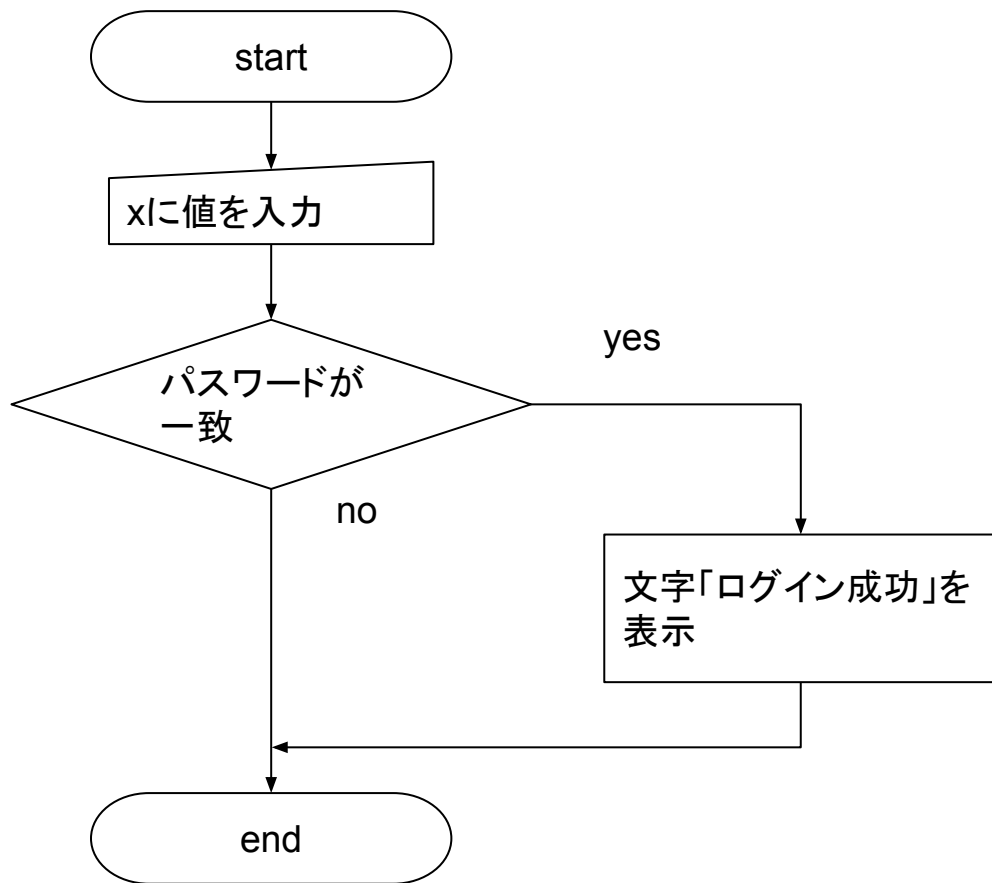 start
xに値を入力
yes
パスワードが
一致
no
文字「ログイン成功」を
表示
end